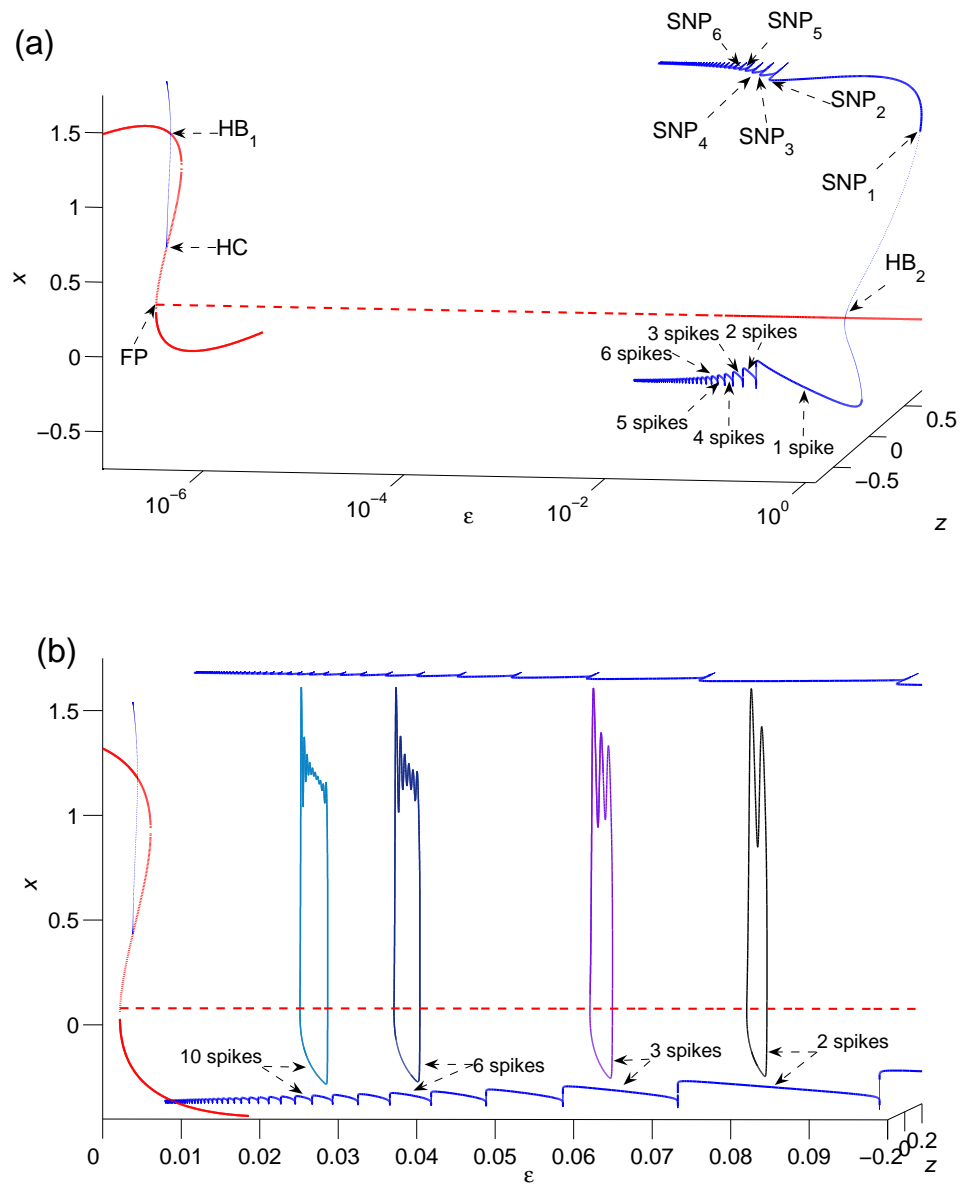 (a)
SNP6 SNP5
SNP2
SNP4 SNP3
SNP1
HB1
HC
HB2
FP
3 spikes 2 spikes
6 spikes
5 spikes 4 spikes 1 spike
1.5
1
0.5
0
−0.5
x
10^−6 10^−4 10^−2 10^0
ε
0.5
0
−0.5
z
(b)
1.5
1
0.5
0
x
10 spikes 6 spikes 3 spikes 2 spikes
0 0.01 0.02 0.03 0.04 0.05 0.06 0.07 0.08 0.09 −0.2 0 0.2
ε
z